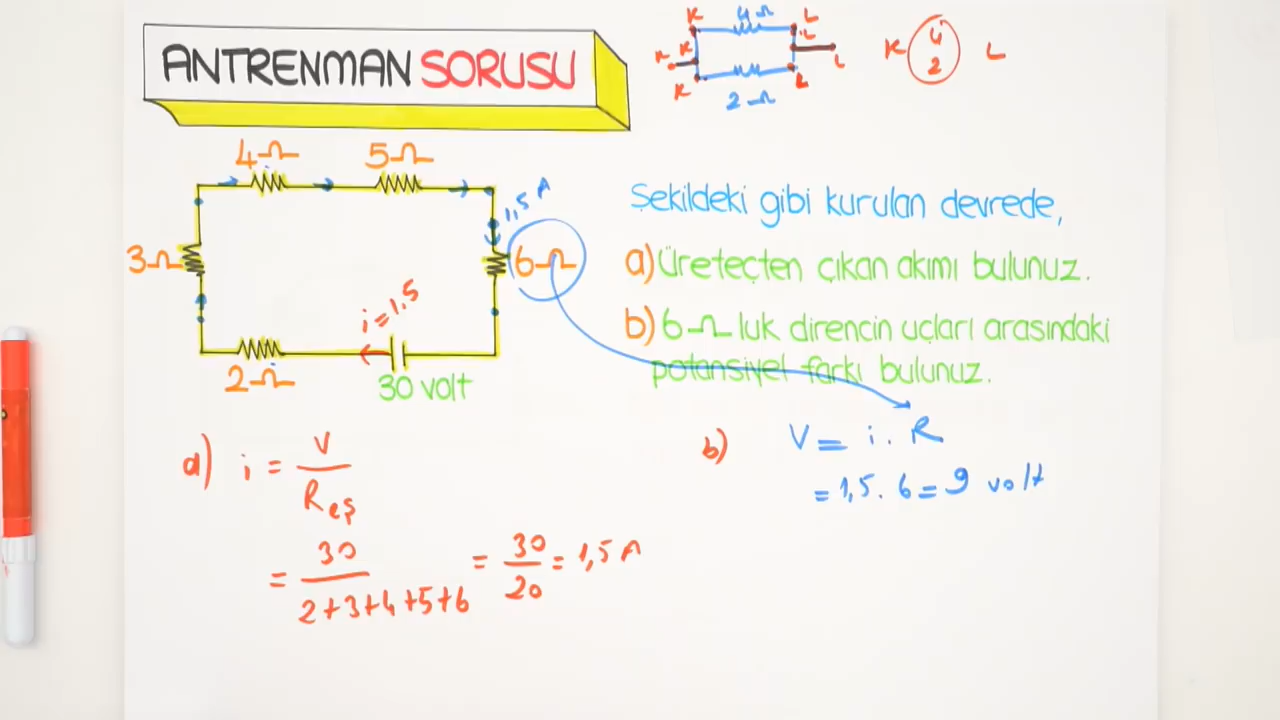 ANTRENMAN SORUSU
K 4Ω L
K K L L
K L
2Ω
K 4 2 L
4Ω 5Ω
1,5 A
3Ω 6Ω
i = 1.5
2Ω 30 volt
i
i
Şekildeki gibi kurulan devrede,
a) Üreteçten çıkan akımı bulunuz.
b) 6Ω luk direncin uçları arasındaki
potansiyel farkı bulunuz.
a) i = V / Reş
= 30 / 2+3+4+5+6 = 30 / 20 = 1,5 A
b) V = i . R
= 1,5 . 6 = 9 volt